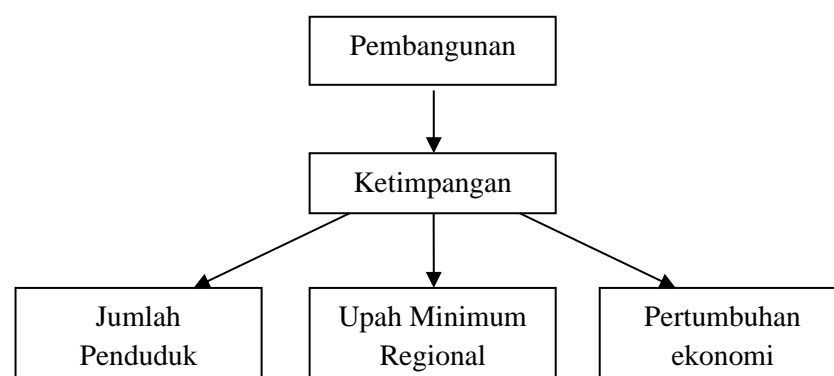 Pembangunan
Ketimpangan
Jumlah
Penduduk
Upah Minimum
Regional
Pertumbuhan
ekonomi